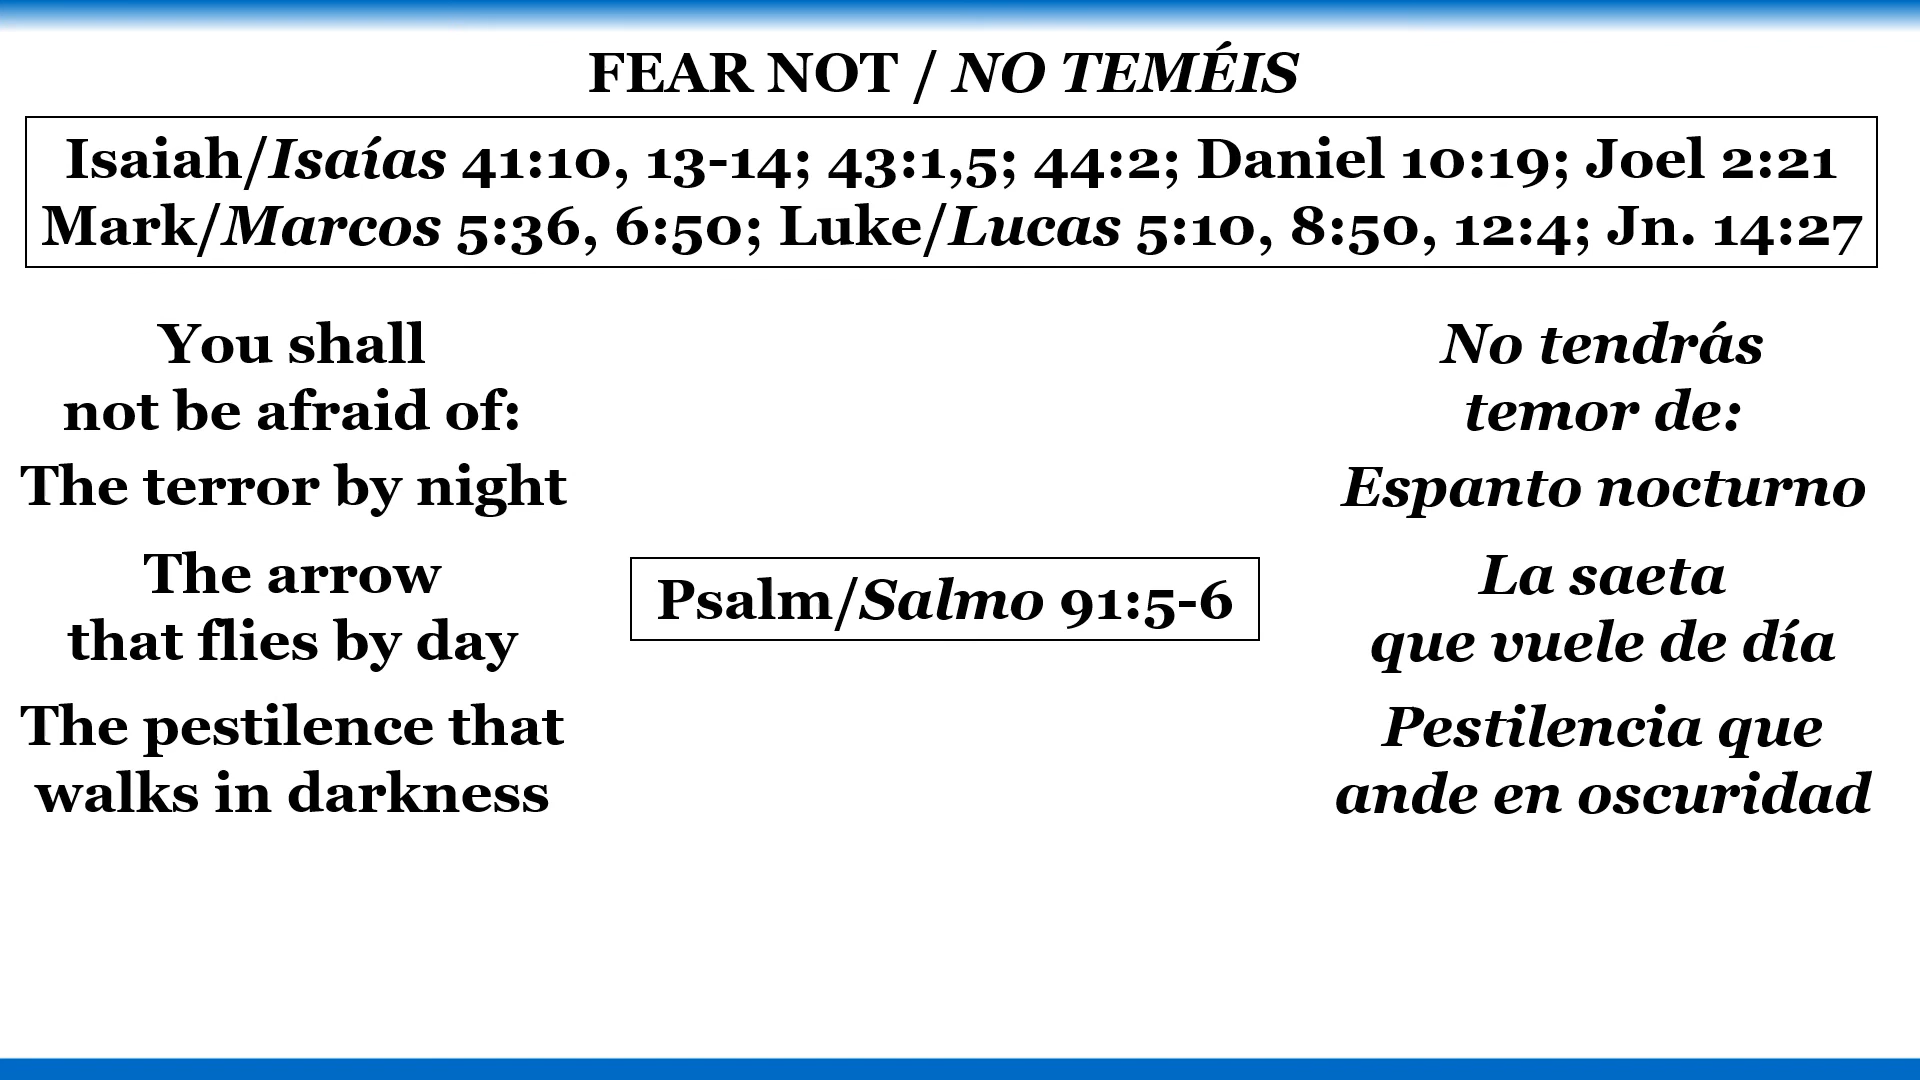 FEAR NOT / NO TEMÉIS
Isaiah/Isaías 41:10, 13-14; 43:1,5; 44:2; Daniel 10:19; Joel 2:21
Mark/Marcos 5:36, 6:50; Luke/Lucas 5:10, 8:50, 12:4; Jn. 14:27
You shall
not be afraid of:
The terror by night
The arrow
that flies by day
The pestilence that
walks in darkness
Psalm/Salmo 91:5-6
No tendrás
temor de:
Espanto nocturno
La saeta
que vuele de día
Pestilencia que
ande en oscuridad